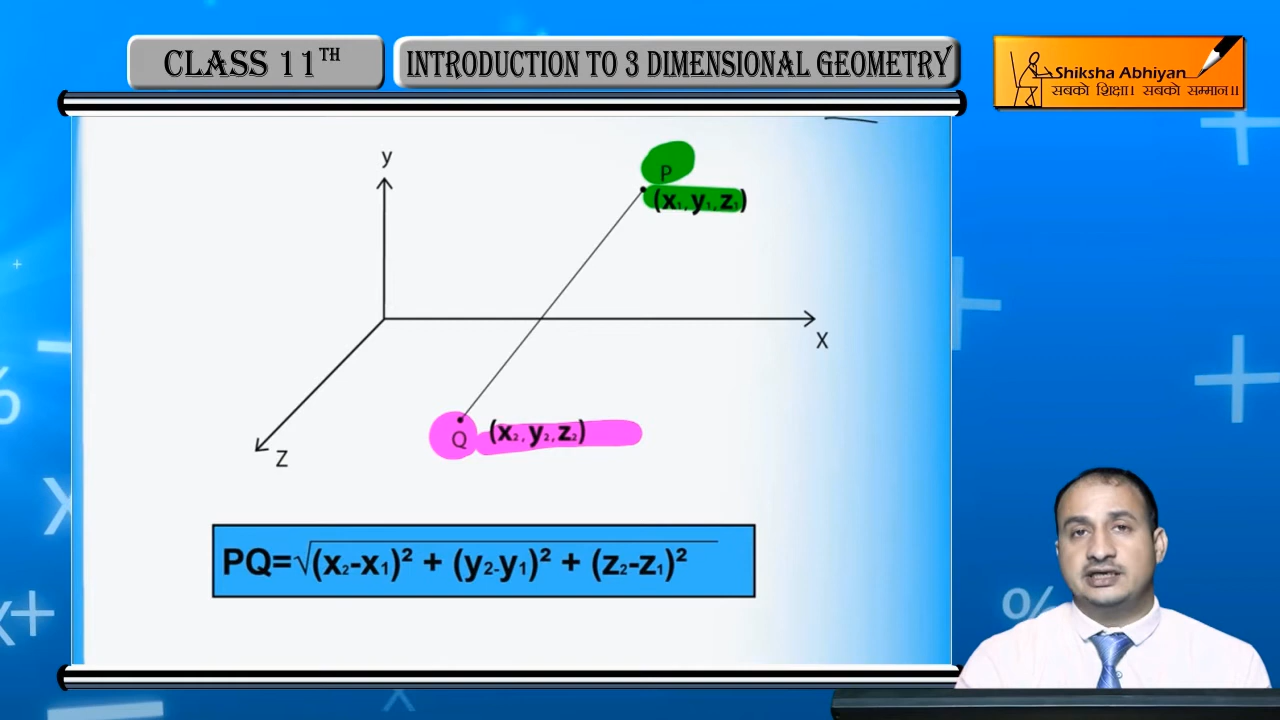 CLASS 11TH
INTRODUCTION TO 3 DIMENSIONAL GEOMETRY
Shiksha Abhiyan
सबको शिक्षा। सबको सम्मान॥
y
P
(x₁,y₁,z₁)
X
Q (x₂,y₂,z₂)
Z
PQ=√(x₂-x₁)² + (y₂-y₁)² + (z₂-z₁)²